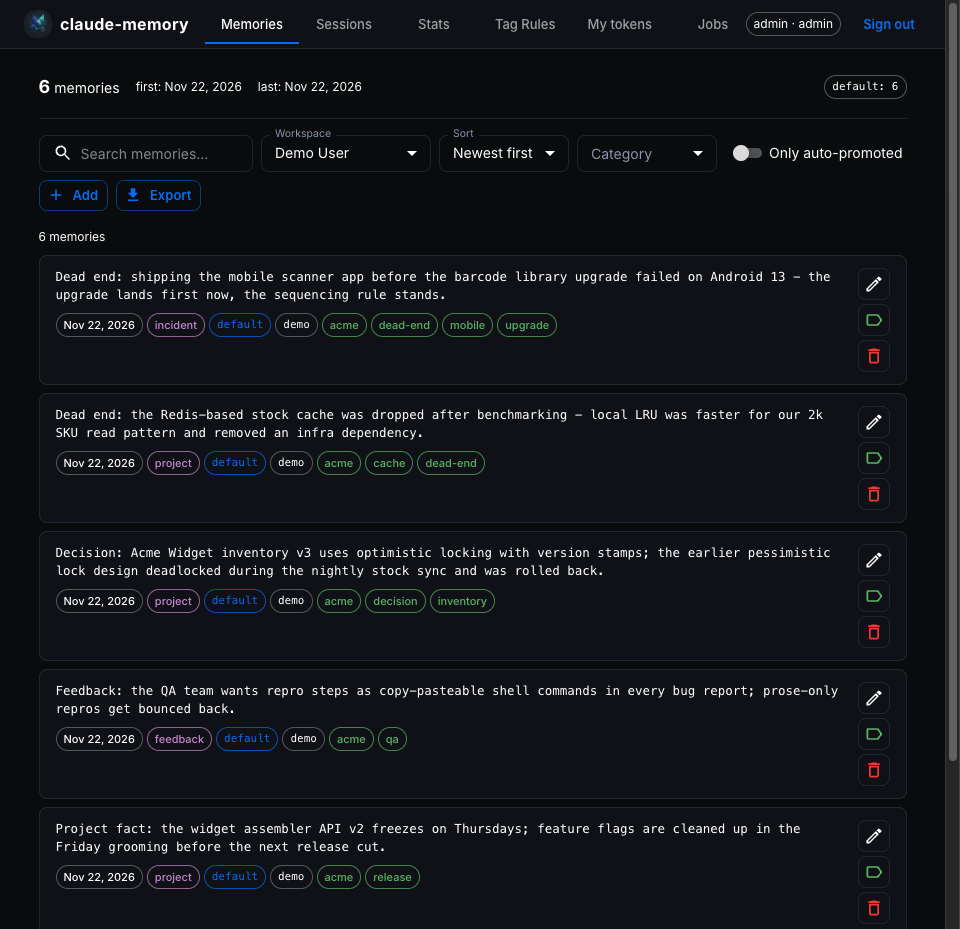 claude-memory Memories Sessions Stats Tag Rules My tokens Jobs admin · admin Sign out
6 memories first: Nov 22, 2026 last: Nov 22, 2026 default: 6
Workspace Sort
Search memories... Demo User Newest first Category Only auto-promoted
Add Export
6 memories
Dead end: shipping the mobile scanner app before the barcode library upgrade failed on Android 13 – the
upgrade lands first now, the sequencing rule stands.
Nov 22, 2026 incident default demo acme dead-end mobile upgrade
Dead end: the Redis-based stock cache was dropped after benchmarking – local LRU was faster for our 2k
SKU read pattern and removed an infra dependency.
Nov 22, 2026 project default demo acme cache dead-end
Decision: Acme Widget inventory v3 uses optimistic locking with version stamps; the earlier pessimistic
lock design deadlocked during the nightly stock sync and was rolled back.
Nov 22, 2026 project default demo acme decision inventory
Feedback: the QA team wants repro steps as copy-pasteable shell commands in every bug report; prose-only
repros get bounced back.
Nov 22, 2026 feedback default demo acme qa
Project fact: the widget assembler API v2 freezes on Thursdays; feature flags are cleaned up in the
Friday grooming before the next release cut.
Nov 22, 2026 project default demo acme release